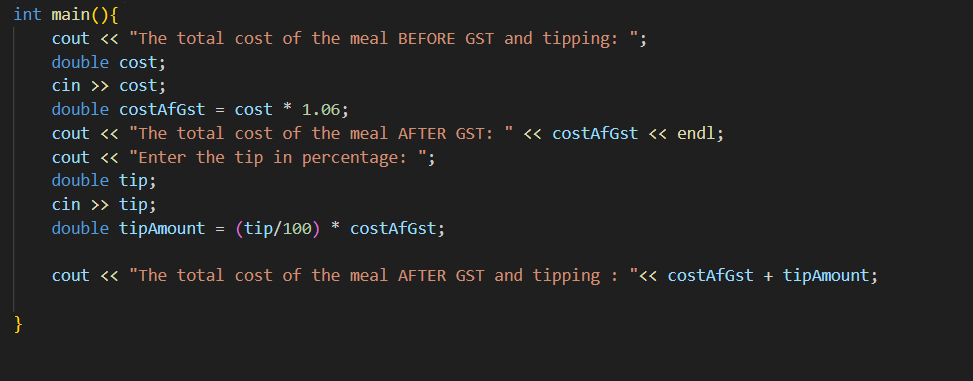 int main(){
    cout << "The total cost of the meal BEFORE GST and tipping: ";
    double cost;
    cin >> cost;
    double costAfGst = cost * 1.06;
    cout << "The total cost of the meal AFTER GST: " << costAfGst << endl;
    cout << "Enter the tip in percentage: ";
    double tip;
    cin >> tip;
    double tipAmount = (tip/100) * costAfGst;
    cout << "The total cost of the meal AFTER GST and tipping : "<< costAfGst + tipAmount;
}